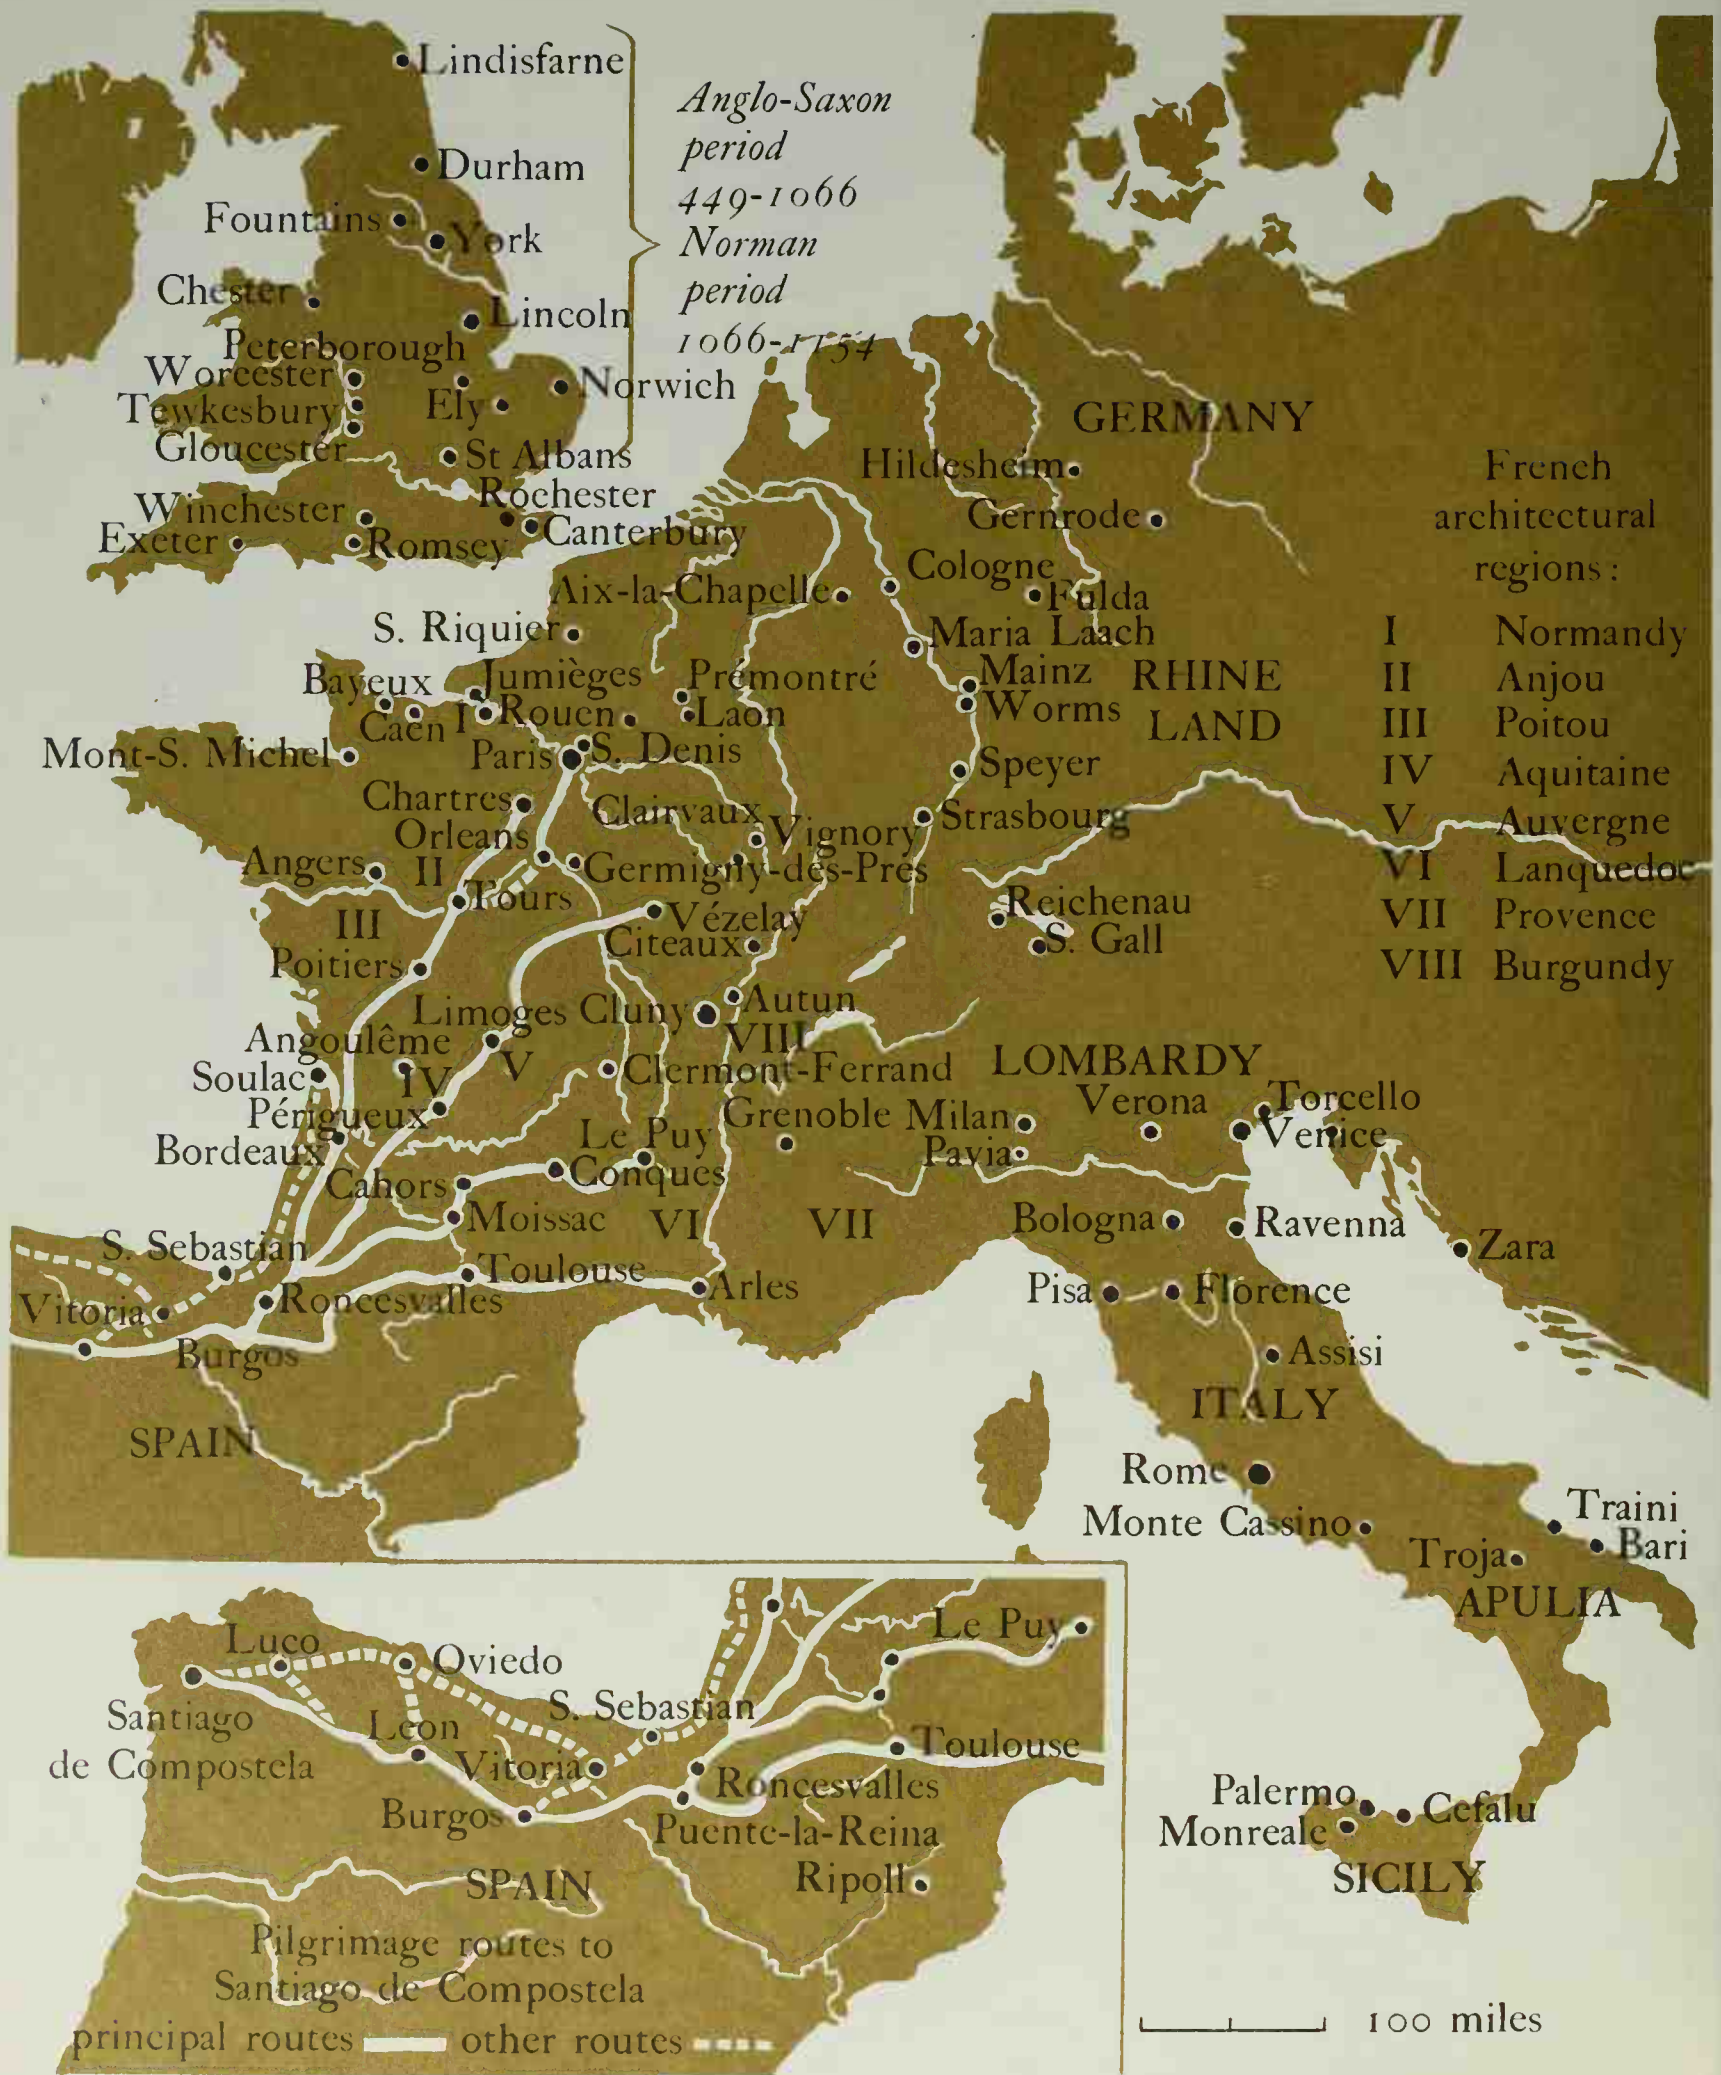 Lindisfarne
Durham
Fountains
York
Chester
Lincoln
Peterborough
Worcester
Norwich
Tewkesbury
Ely
Gloucester
St Albans
Rochester
Winchester
Canterbury
Exeter
Romsey
Anglo-Saxon
period
449-1066
Norman
period
1066-1154
GERMANY
Hildesheim
Gernrode
Cologne
Aix-la-Chapelle
Fulda
S. Riquier
Maria Laach
Bayeux
Jumièges
Prémontré
Mainz
RHINE
LAND
Caen
I
Rouen
Laon
Worms
Mont-S. Michel
Paris
S. Denis
Speyer
Chartres
Clairvaux
Strasbourg
Orleans
Vignory
Angers
II
Germigny-des-Prés
Tours
III
Vézelay
Reichenau
Citeaux
S. Gall
Poitiers
Limoges
Cluny
Autun
VIII
Angoulême
Soulac
IV
V
Clermont-Ferrand
LOMBARDY
Périgueux
Grenoble
Milan
Verona
Torcello
Venice
Bordeaux
Le Puy
Pavia
Cahors
Conques
Moissac
VI
VII
Bologna
Ravenna
Zara
S. Sebastian
Toulouse
Arles
Pisa
Florence
Vitoria
Roncesvalles
Burgos
Assisi
ITALY
SPAIN
Rome
Monte Cassino
Traini
Bari
Troja
APULIA
Palermo
Cefalu
Monreale
SICILY
French
architectural
regions:
I Normandy
II Anjou
III Poitou
IV Aquitaine
V Auvergne
VI Lanquedoc
VII Provence
VIII Burgundy
Luco
Oviedo
Le Puy
Santiago
de Compostela
Leon
S. Sebastian
Vitoria
Toulouse
Roncesvalles
Burgos
Puente-la-Reina
Ripoll
SPAIN
Pilgrimage routes to
Santiago de Compostela
principal routes other routes
100 miles